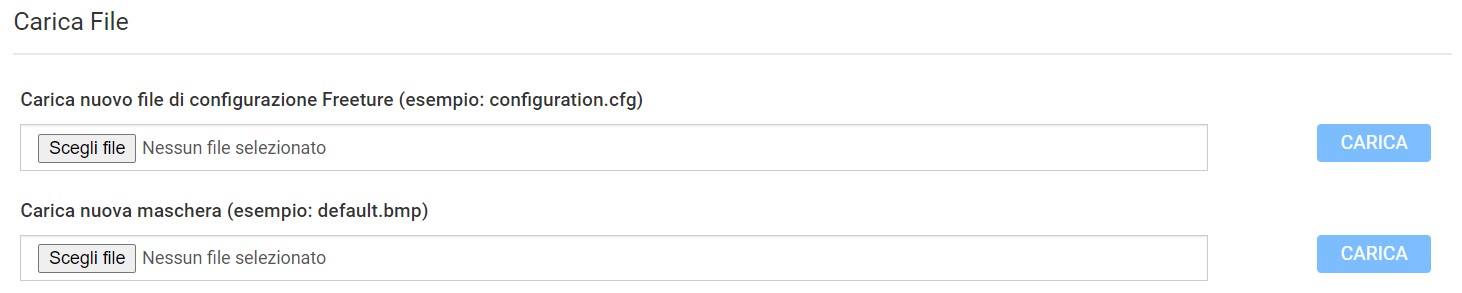 Carica File
Carica nuovo file di configurazione Freeture (esempio: configuration.cfg)
Scegli file Nessun file selezionato CARICA
Carica nuova maschera (esempio: default.bmp)
Scegli file Nessun file selezionato CARICA